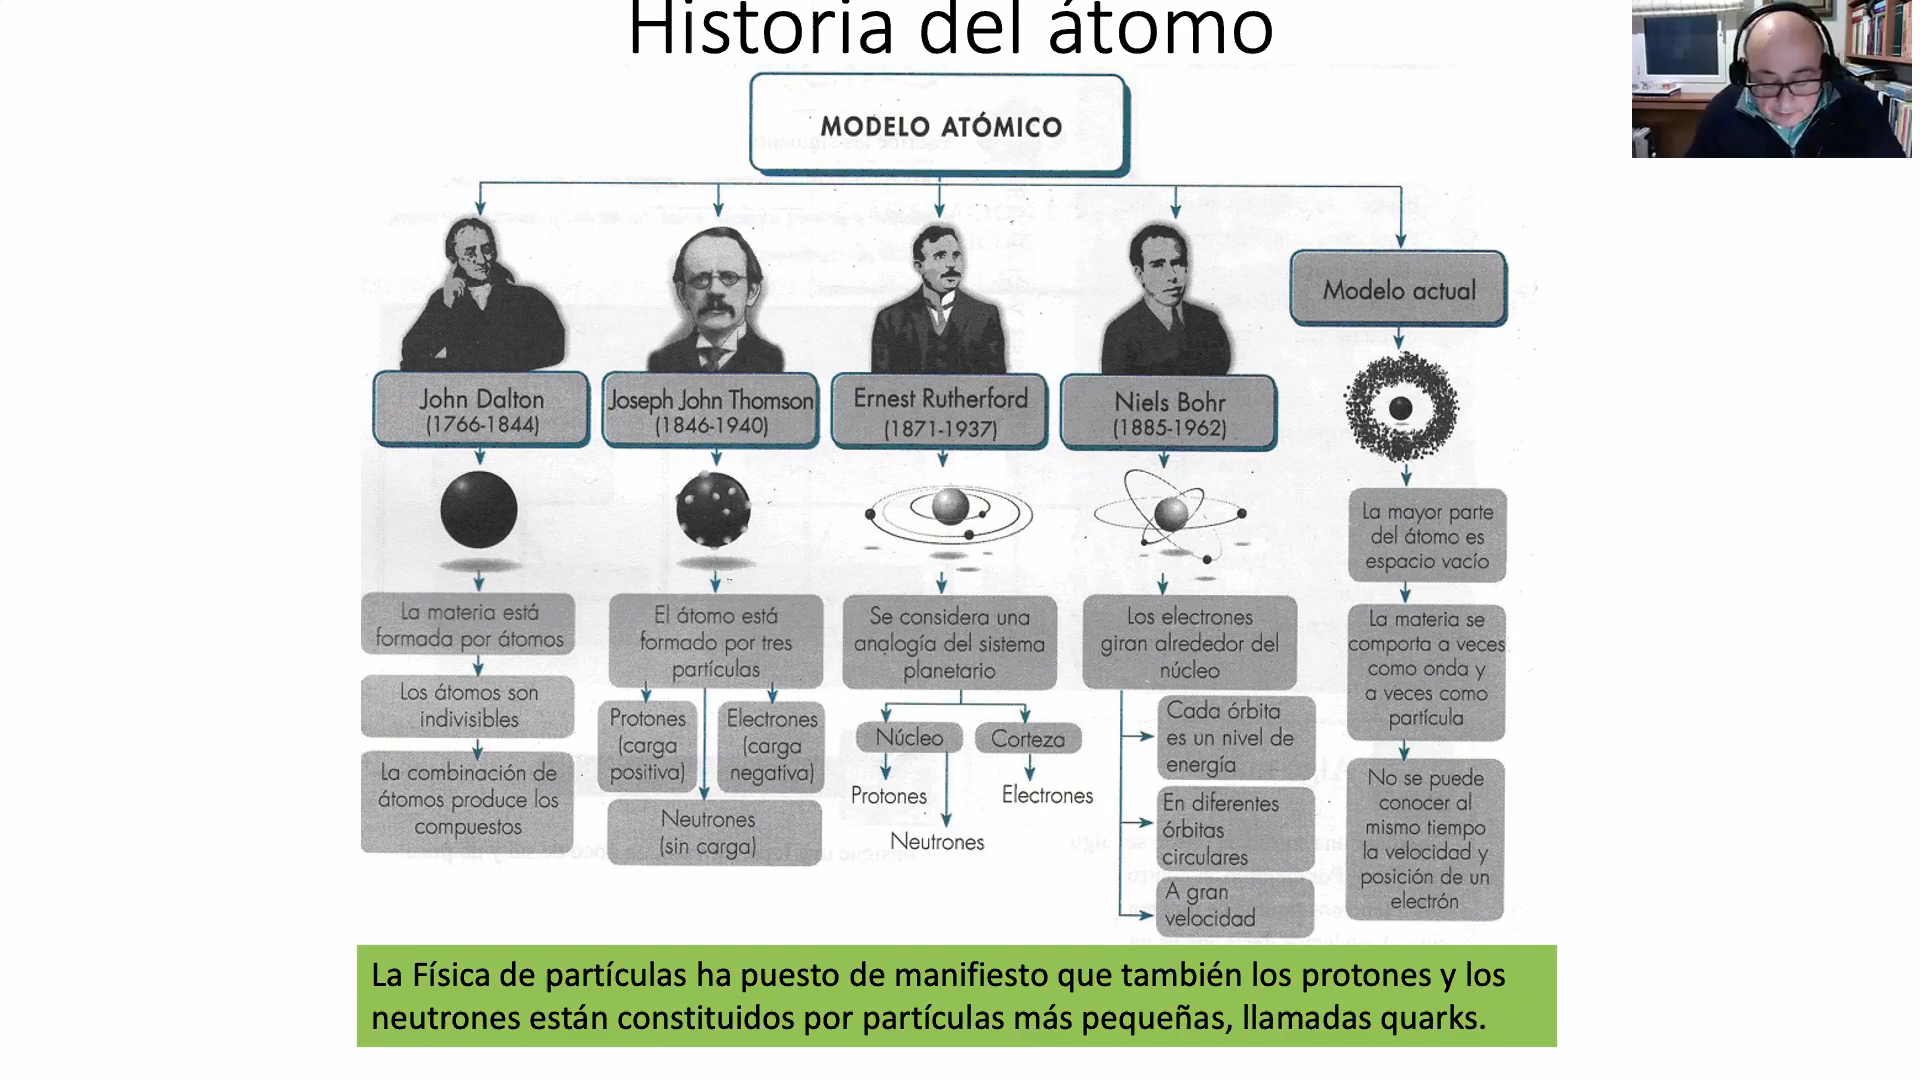 Historia del átomo
MODELO ATÓMICO
John Dalton
(1766-1844)
La materia está
formada por átomos
Los átomos son
indivisibles
La combinación de
átomos produce los
compuestos
Joseph John Thomson
(1846-1940)
El átomo está
formado por tres
partículas
Protones
(carga
positiva)
Electrones
(carga
negativa)
Neutrones
(sin carga)
Ernest Rutherford
(1871-1937)
Se considera una
analogía del sistema
planetario
Núcleo
Corteza
Protones
Electrones
Neutrones
Niels Bohr
(1885-1962)
Los electrones
giran alrededor del
núcleo
Cada órbita
es un nivel de
energía
En diferentes
órbitas
circulares
A gran
velocidad
Modelo actual
La mayor parte
del átomo es
espacio vacío
La materia se
comporta a veces
como onda y
a veces como
partícula
No se puede
conocer al
mismo tiempo
la velocidad y
posición de un
electrón
La Física de partículas ha puesto de manifiesto que también los protones y los
neutrones están constituidos por partículas más pequeñas, llamadas quarks.